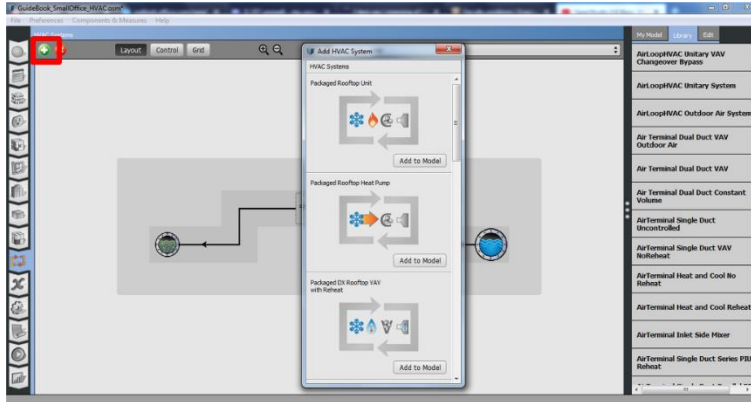 GuideBook_SmallOffice_HVAC.osm*
File Preferences Components & Measures Help
HVAC Systems
Layout Control Grid
Add HVAC System
HVAC Systems
Packaged Rooftop Unit
Add to Model
Packaged Rooftop Heat Pump
Add to Model
Packaged DX Rooftop VAV
with Reheat
Add to Model
My Model Library Edit
AirLoopHVAC Unitary VAV
Changeover Bypass
AirLoopHVAC Unitary System
AirLoopHVAC Outdoor Air System
Air Terminal Dual Duct VAV
Outdoor Air
Air Terminal Dual Duct VAV
Air Terminal Dual Duct Constant
Volume
AirTerminal Single Duct
Uncontrolled
AirTerminal Single Duct VAV
NoReheat
AirTerminal Heat and Cool No
Reheat
AirTerminal Heat and Cool Reheat
AirTerminal Inlet Side Mixer
AirTerminal Single Duct Series PIU
Reheat